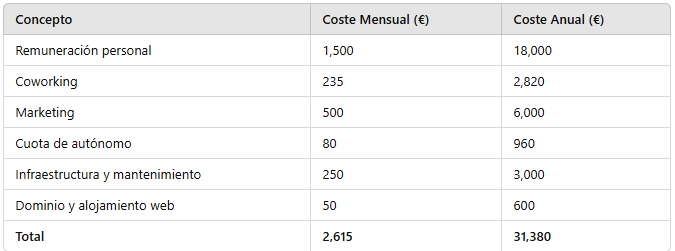 Concepto Coste Mensual (€) Coste Anual (€)
Remuneración personal 1,500 18,000
Coworking 235 2,820
Marketing 500 6,000
Cuota de autónomo 80 960
Infraestructura y mantenimiento 250 3,000
Dominio y alojamiento web 50 600
Total 2,615 31,380